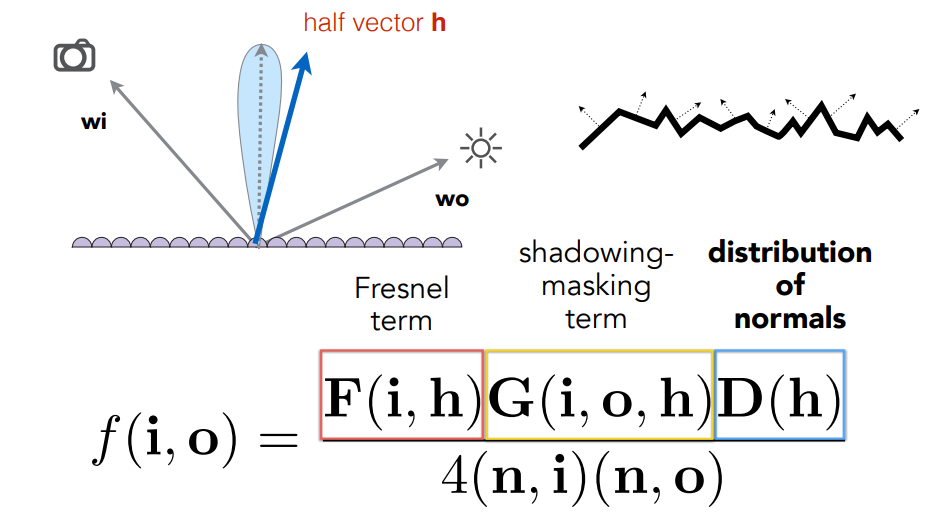 half vector h
wi
wo
shadowing-
masking
term
distribution
of
normals
Fresnel
term
f(i, o) = F(i, h)G(i, o, h)D(h)
4(n, i)(n, o)